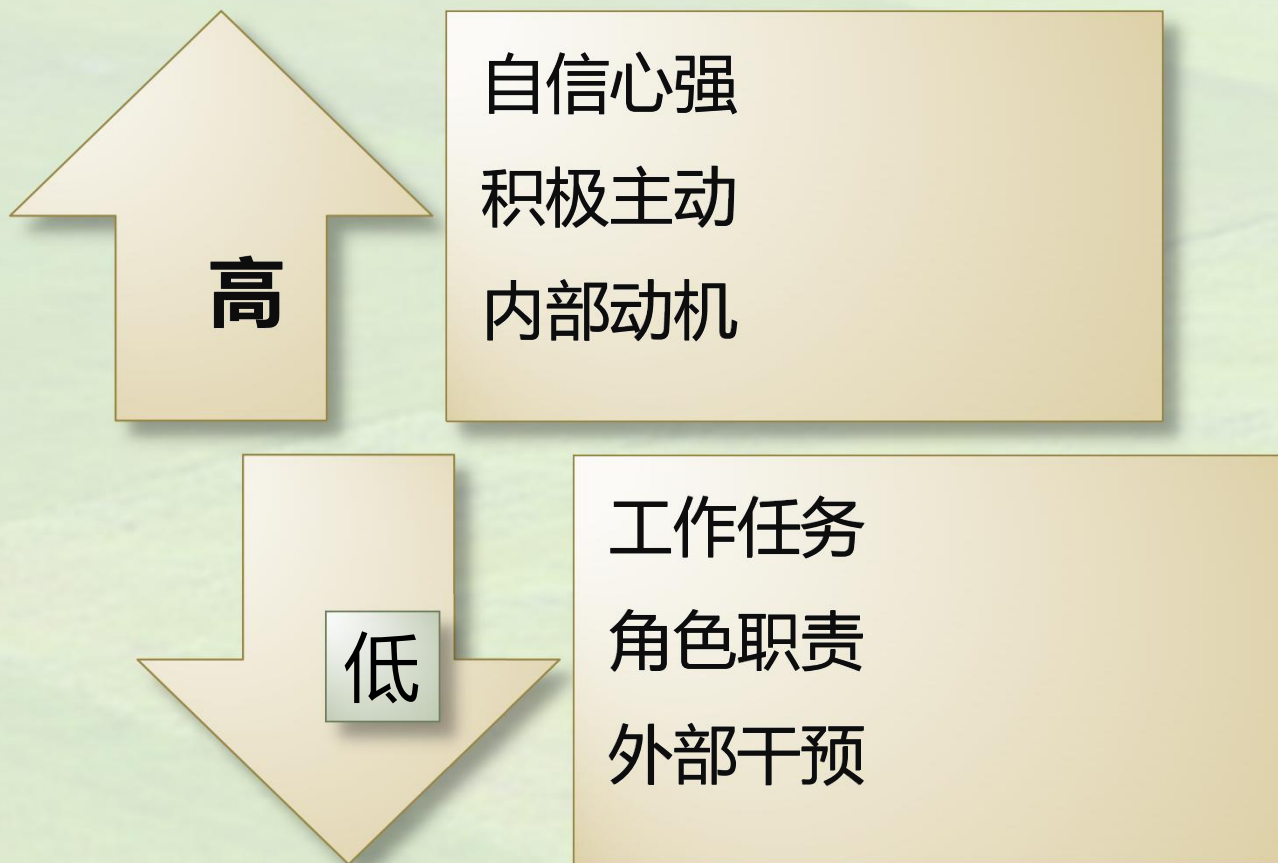 高
自信心强
积极主动
内部动机
低
工作任务
角色职责
外部干预